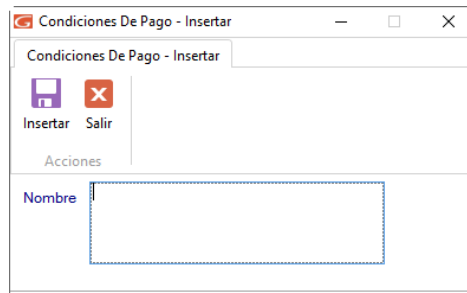 Condiciones De Pago - Insertar
Condiciones De Pago - Insertar
Insertar Salir
Acciones
Nombre